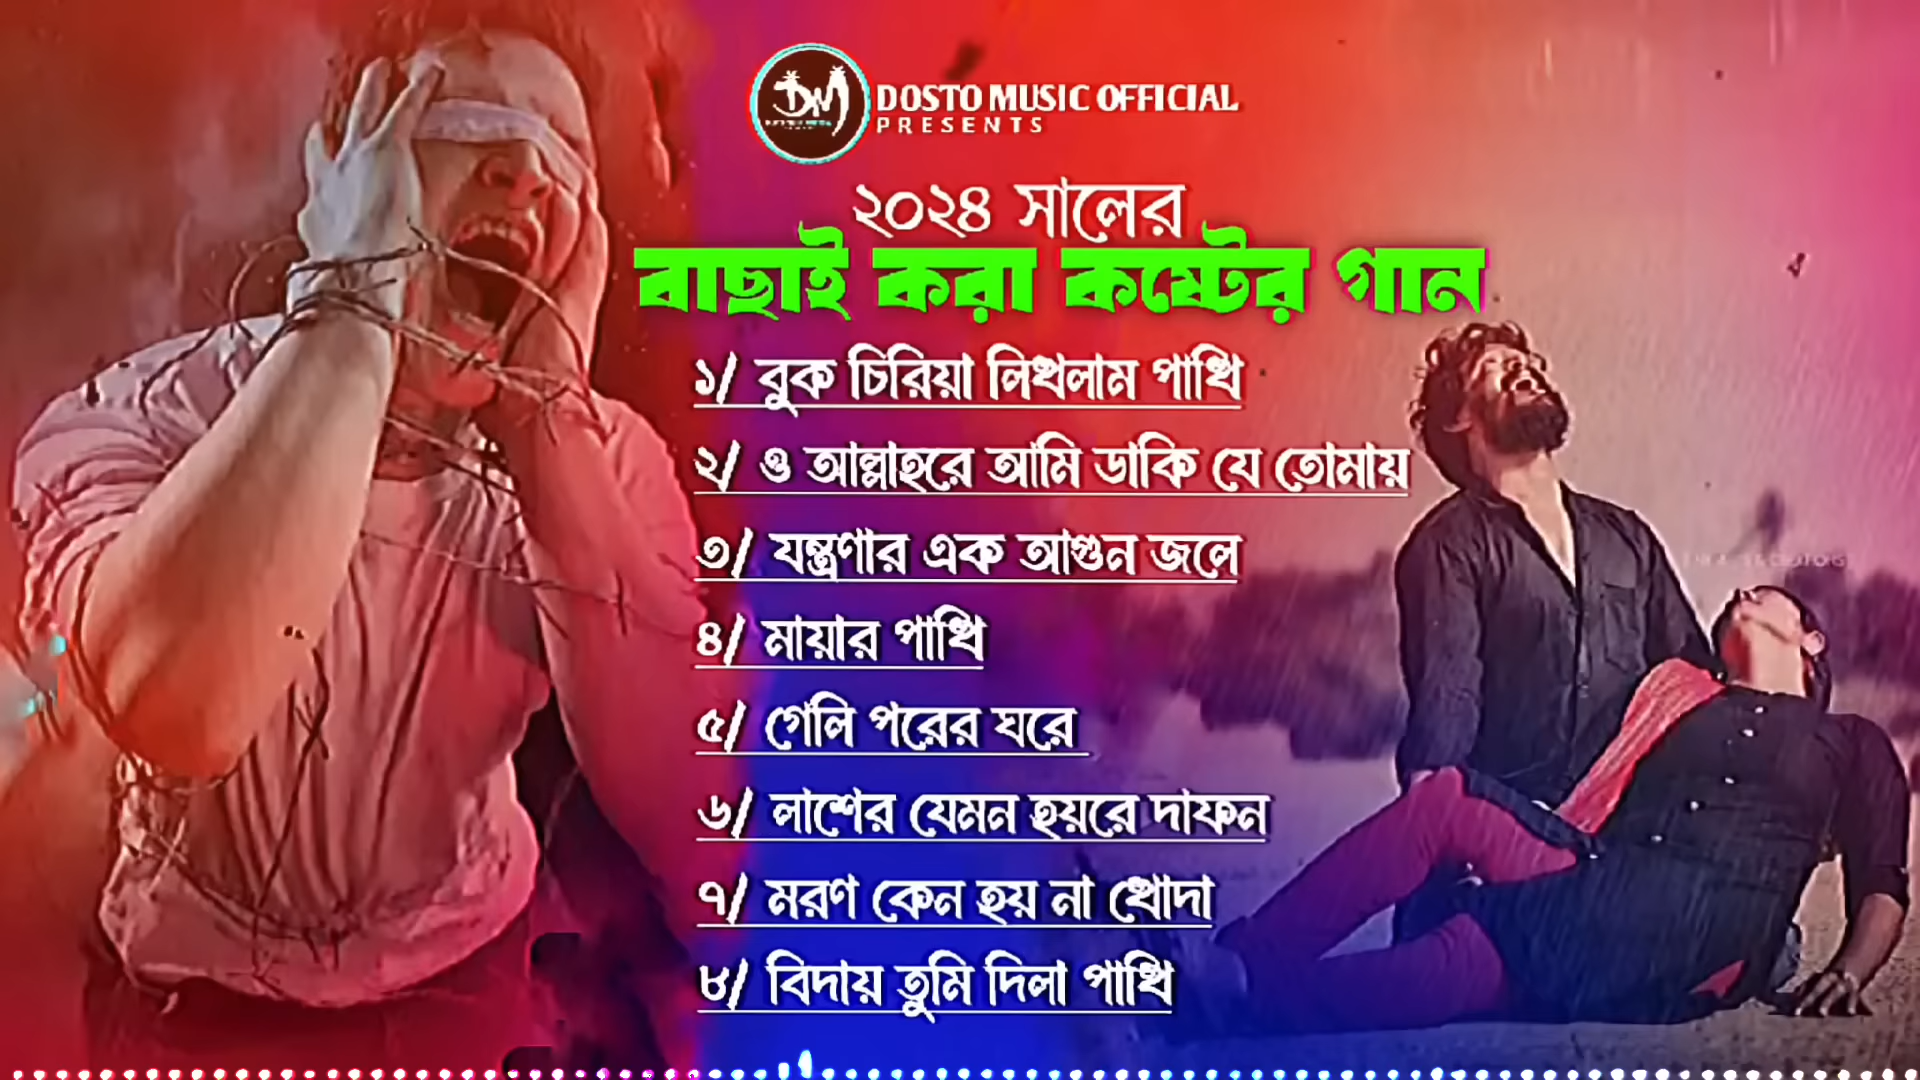 DOSTO MUSIC OFFICIAL
PRESENTS
২০২৪ সালের
বাছাই করা কষ্টের গান
১/ বুক চিরিয়া লিখলাম পাখি
২/ ও আল্লাহরে আমি ডাকি যে তোমায়
৩/ যন্ত্রণার এক আগুন জলে
৪/ মায়ার পাখি
৫/ গেলি পরের ঘরে
৬/ লাশের যেমন হয়রে দাফন
৭/ মরণ কেন হয় না খোদা
৮/ বিদায় তুমি দিলা পাখি